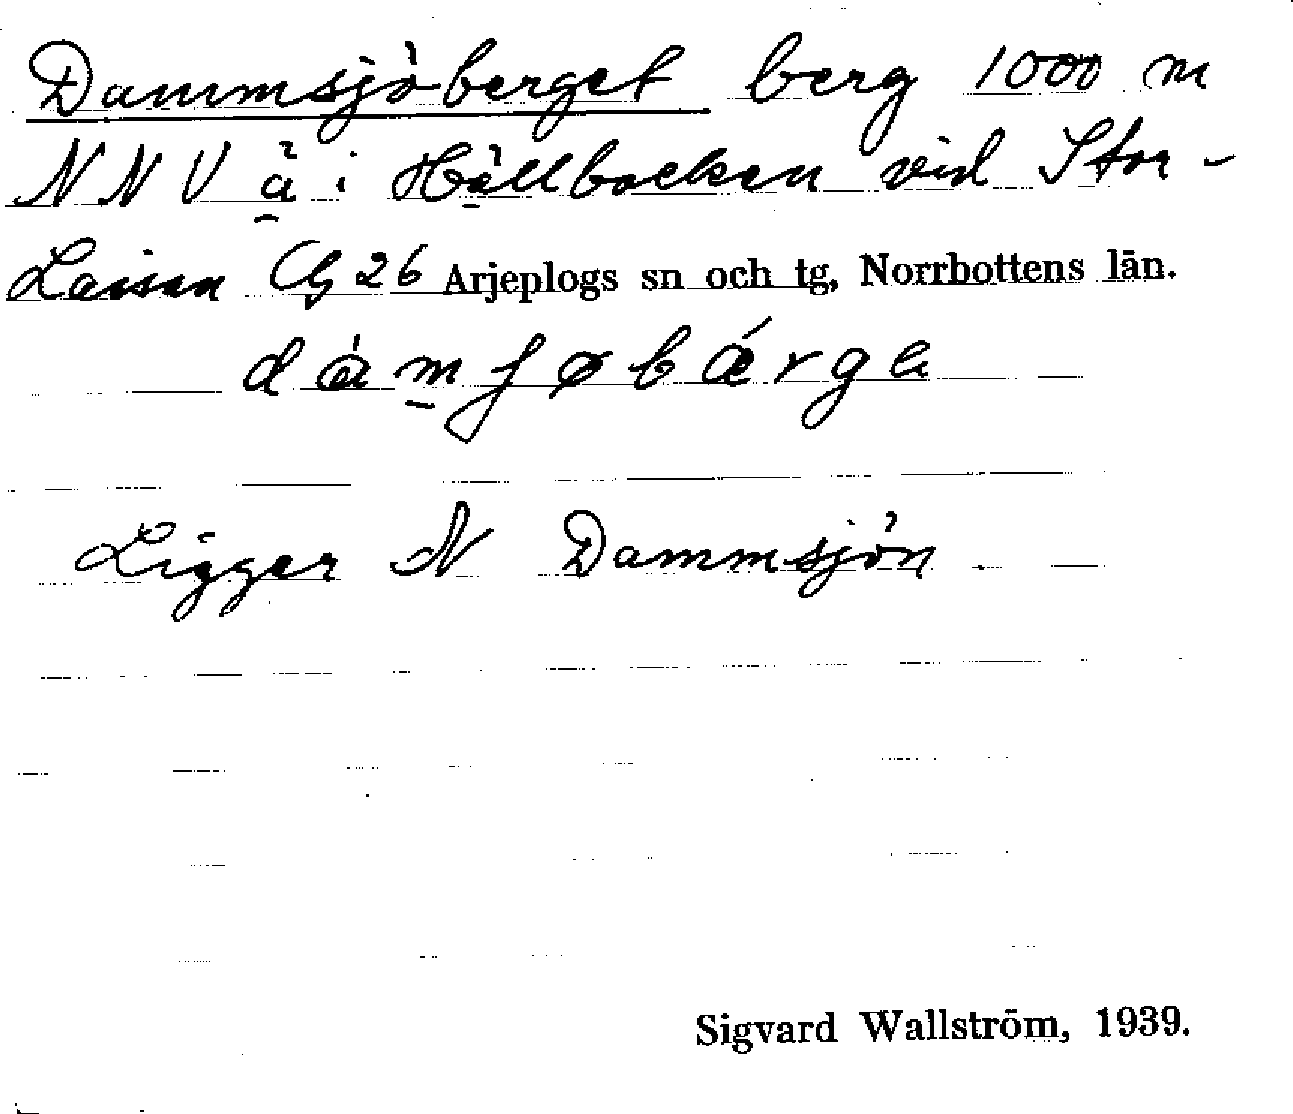 Dammsjöberget berg 1000 m
NNV ä i Hällbacken vid Stor-
Laisan Cg 26 Arjeplogs sn och tg, Norrbottens län.
Ligger N Dammsjön
Sigvard Wallström, 1939.